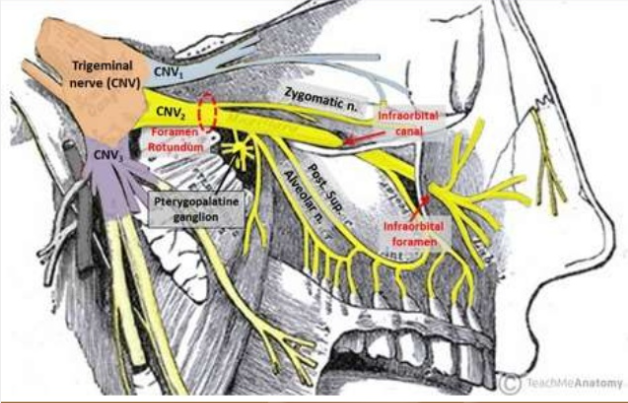 Trigeminal
nerve (CNV)
CNV₁
CNV₂
CNV₃
Foramen
Rotundum
Zygomatic n.
Infraorbital
canal
Post. Sup.
Alveolar n.
Pterygopalatine
ganglion
Infraorbital
foramen
© TeachMeAnatomy